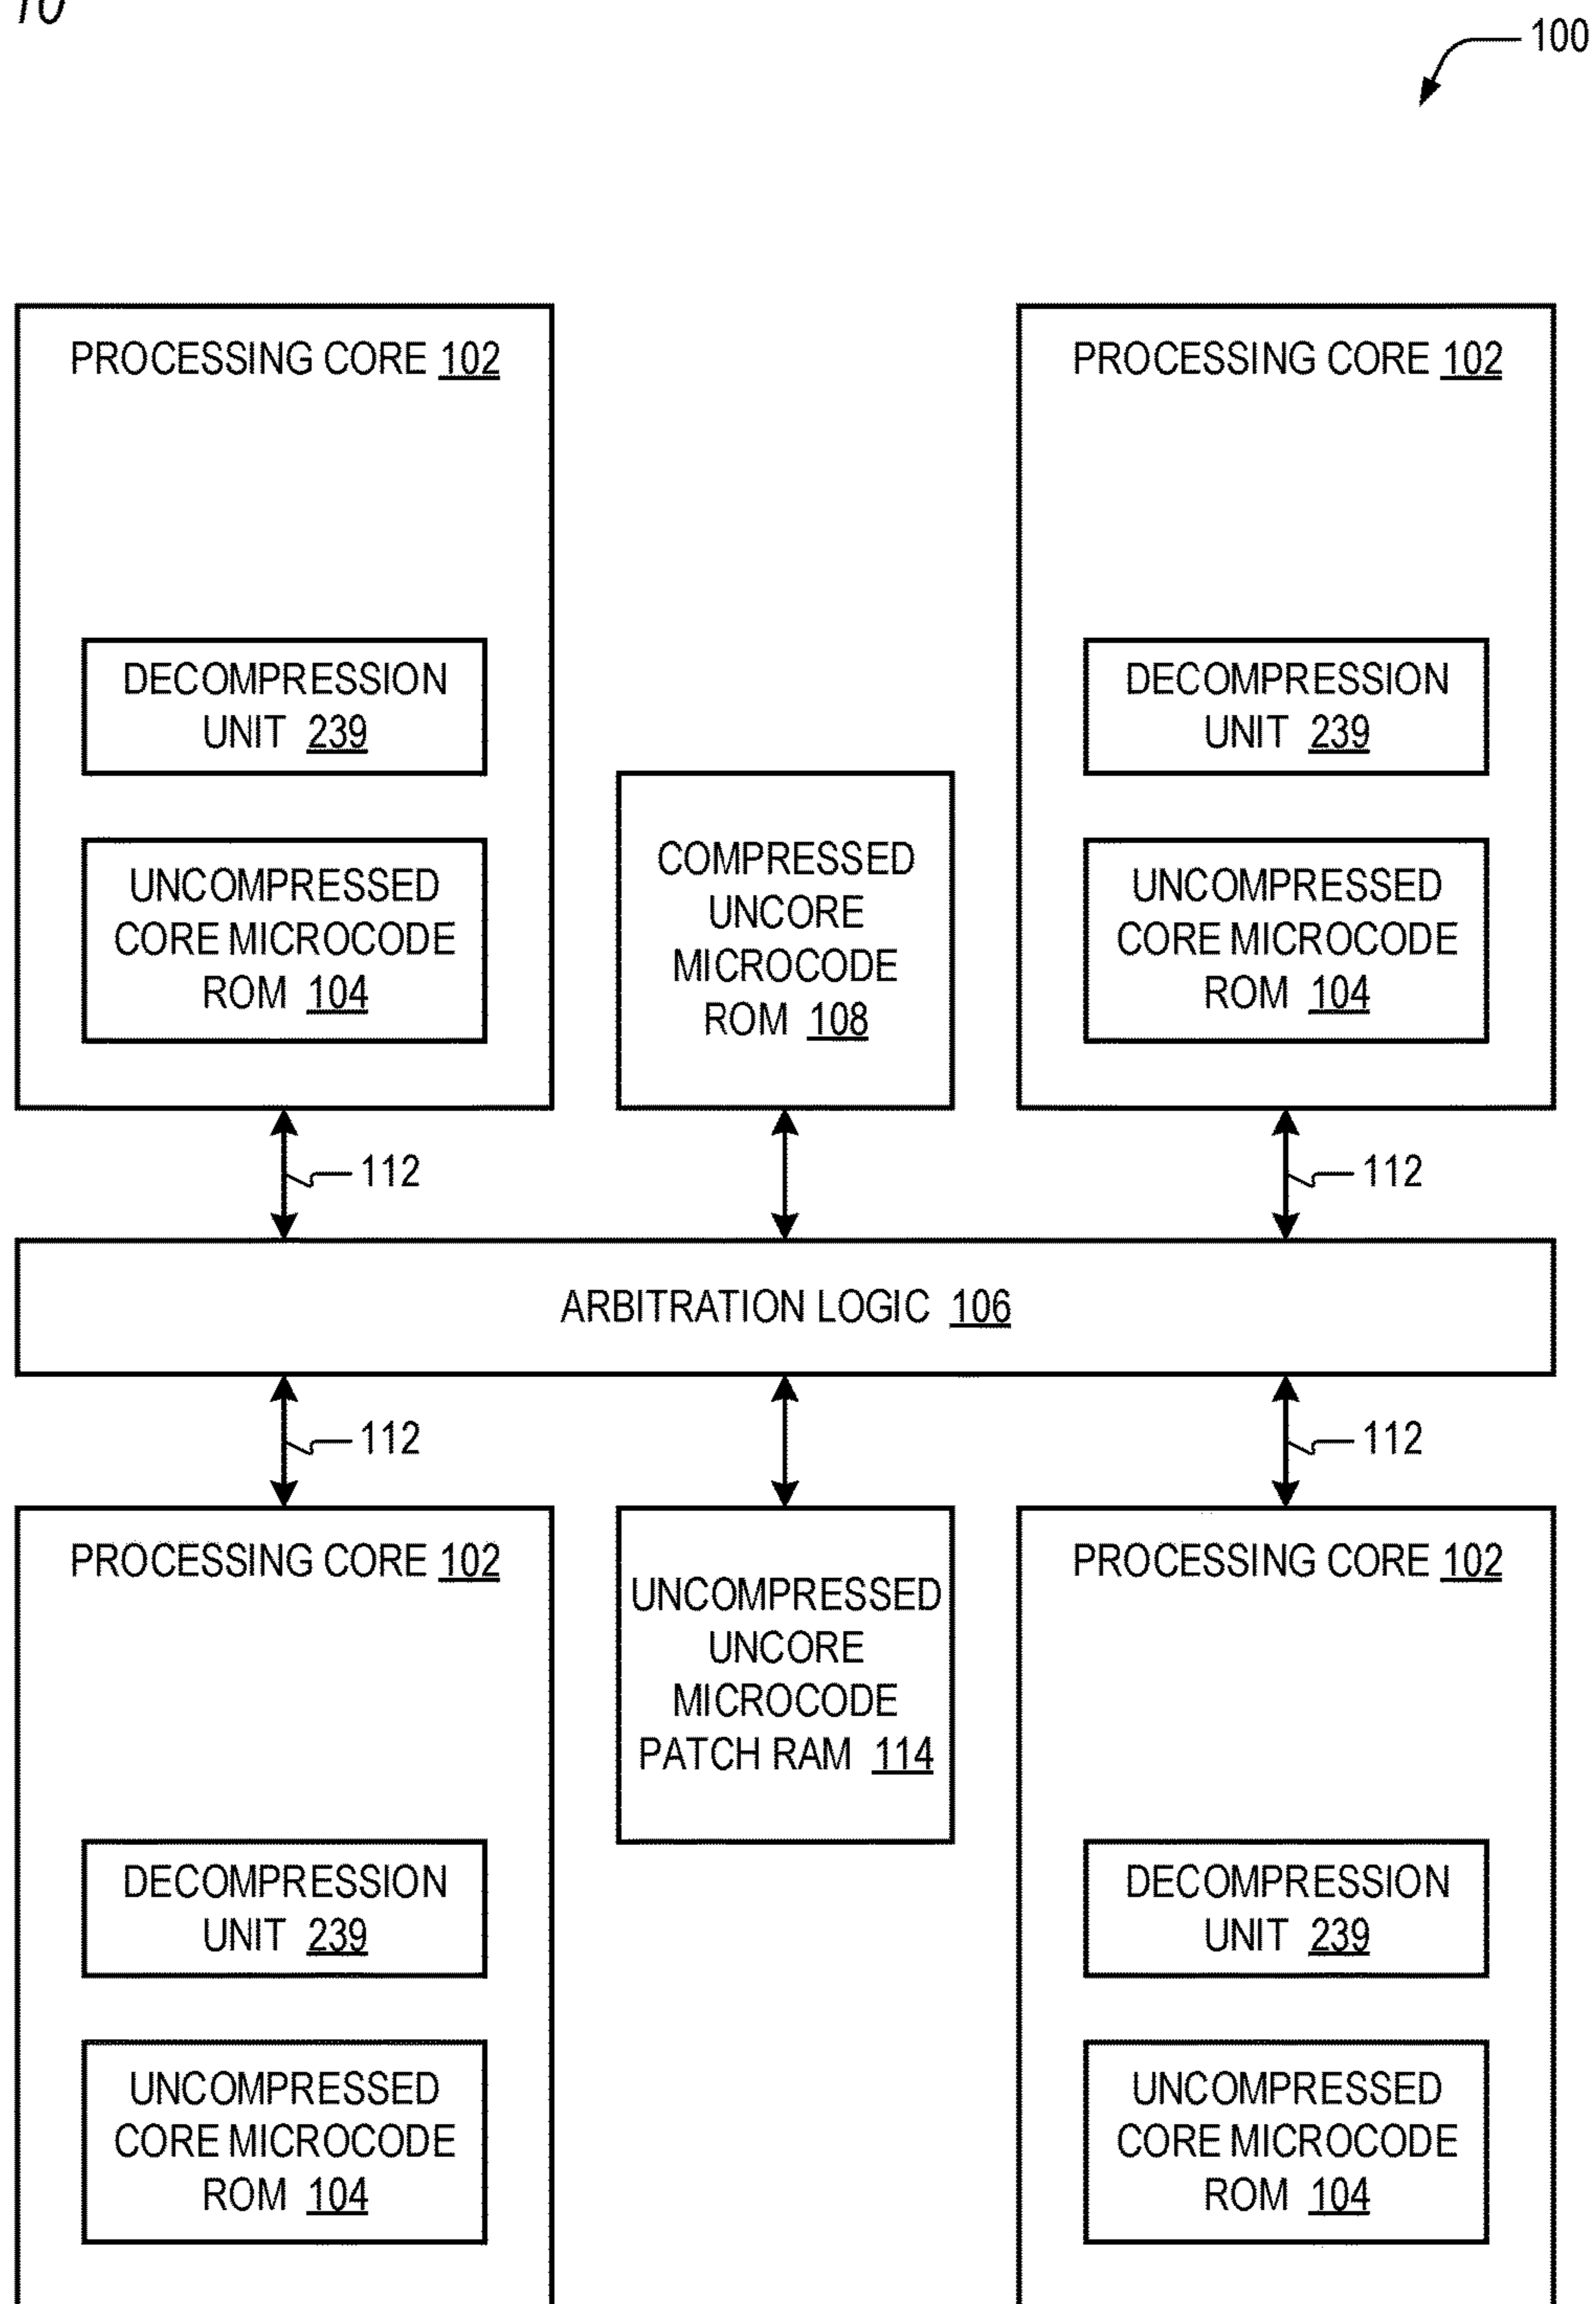 10
100
PROCESSING CORE 102
DECOMPRESSION
UNIT 239
UNCOMPRESSED
CORE MICROCODE
ROM 104
COMPRESSED
UNCORE
MICROCODE
ROM 108
PROCESSING CORE 102
DECOMPRESSION
UNIT 239
UNCOMPRESSED
CORE MICROCODE
ROM 104
112
112
ARBITRATION LOGIC 106
112
112
PROCESSING CORE 102
DECOMPRESSION
UNIT 239
UNCOMPRESSED
CORE MICROCODE
ROM 104
UNCOMPRESSED
UNCORE
MICROCODE
PATCH RAM 114
PROCESSING CORE 102
DECOMPRESSION
UNIT 239
UNCOMPRESSED
CORE MICROCODE
ROM 104